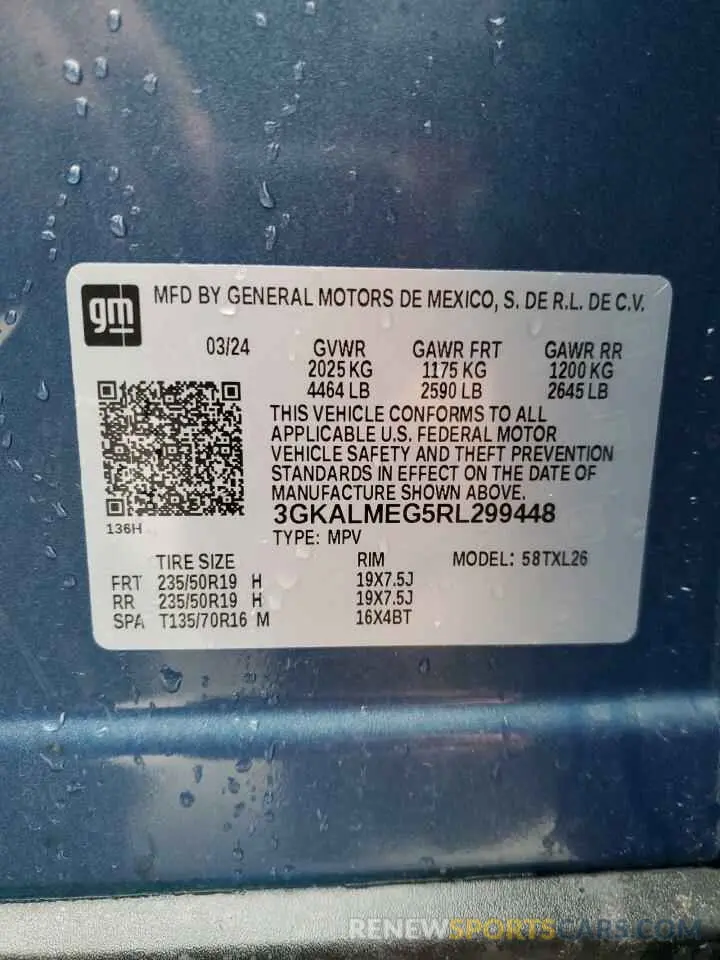 gm MFD BY GENERAL MOTORS DE MEXICO, S. DE R.L. DE C.V.
03/24 GVWR GAWR FRT GAWR RR
2025 KG 1175 KG 1200 KG
4464 LB 2590 LB 2645 LB
THIS VEHICLE CONFORMS TO ALL
APPLICABLE U.S. FEDERAL MOTOR
VEHICLE SAFETY AND THEFT PREVENTION
STANDARDS IN EFFECT ON THE DATE OF
MANUFACTURE SHOWN ABOVE.
3GKALMEG5RL299448
136H
TYPE: MPV
TIRE SIZE RIM MODEL: 58TXL26
FRT 235/50R19 H 19X7.5J
RR 235/50R19 H 19X7.5J
SPA T135/70R16 M 16X4BT
RENEWSPORTSCARS.COM